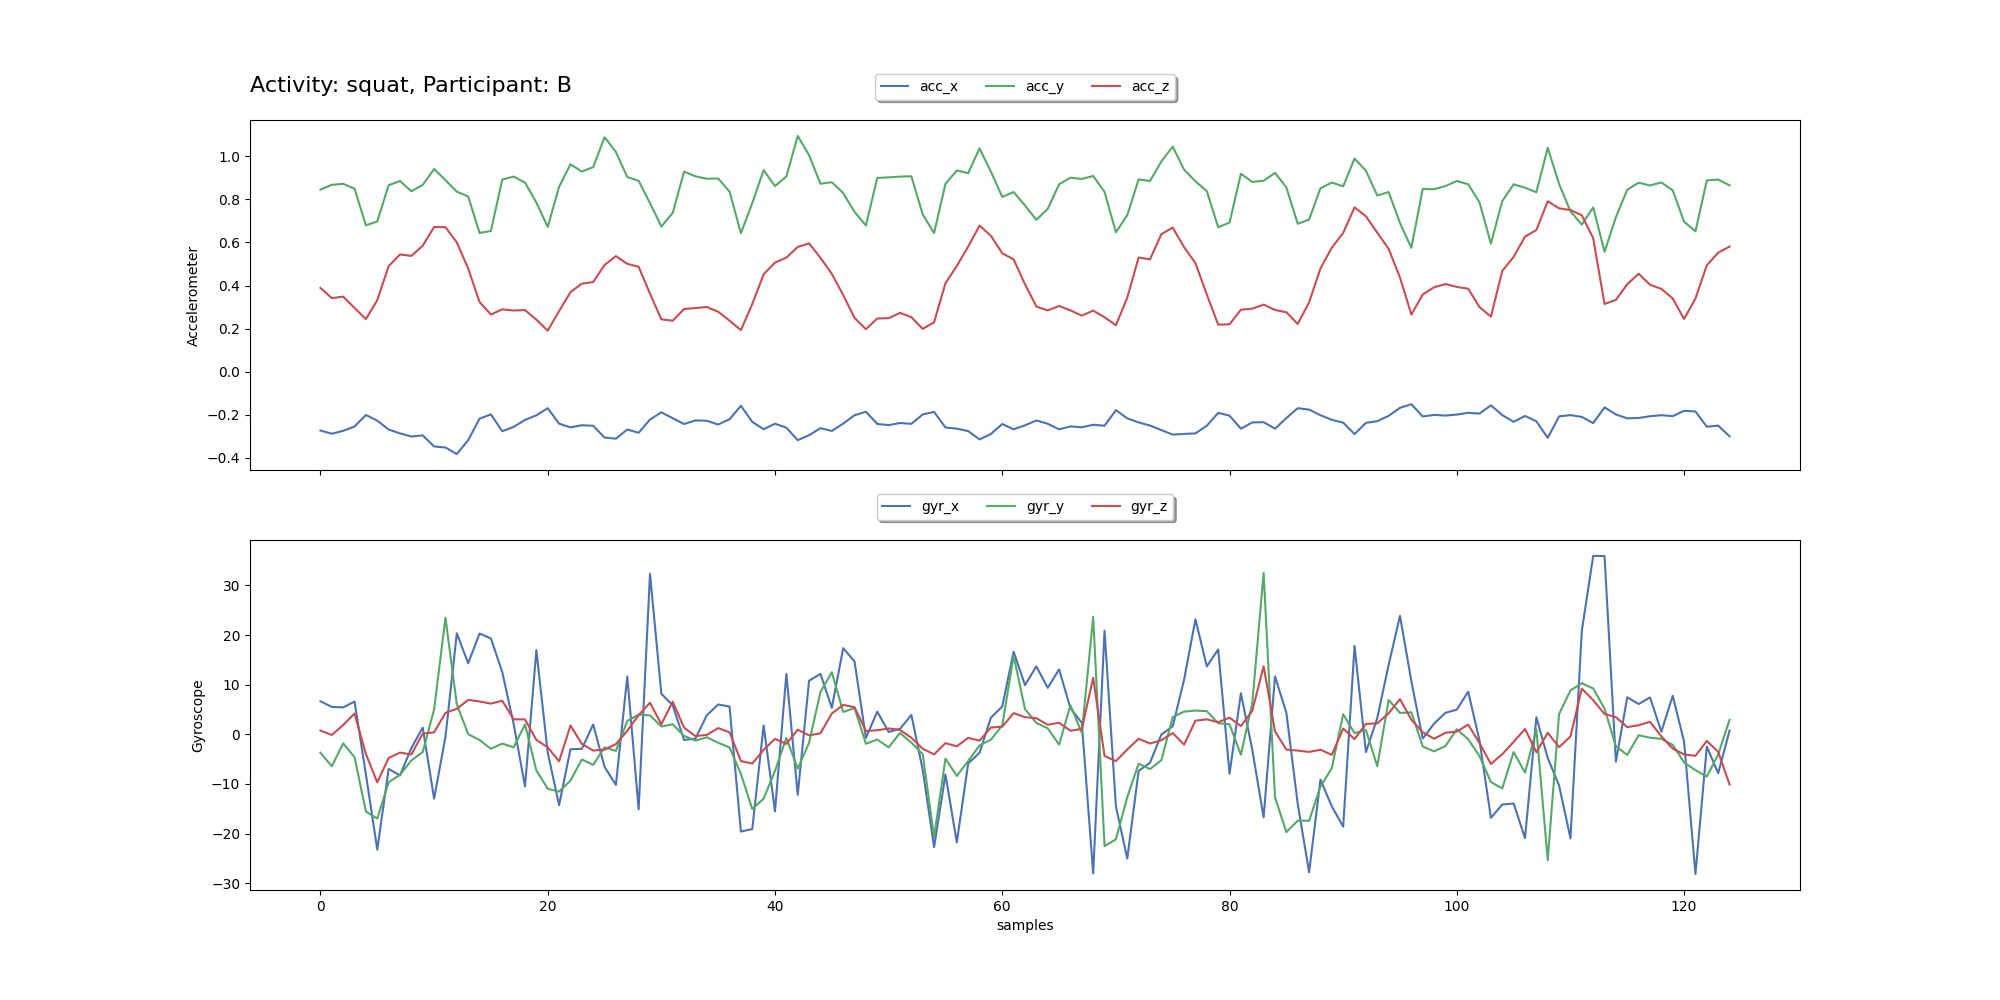 Activity: squat, Participant: B
acc_x acc_y acc_z
1.0
0.8
0.6
0.4
0.2
0.0
−0.2
−0.4
Accelerometer
gyr_x gyr_y gyr_z
30
20
10
0
−10
−20
−30
Gyroscope
0 20 40 60 80 100 120
samples